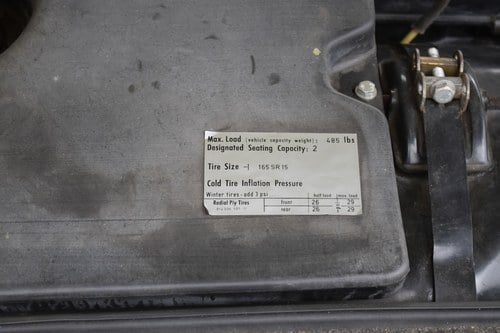 Max. Load (vehicle capacity weight): 485 lbs
Designated Seating Capacity: 2
Tire Size - 165 SR 15
Cold Tire Inflation Pressure
Winter tires - add 3 psi half load max. load
Radial Ply Tires front 26 29
rear 26 29